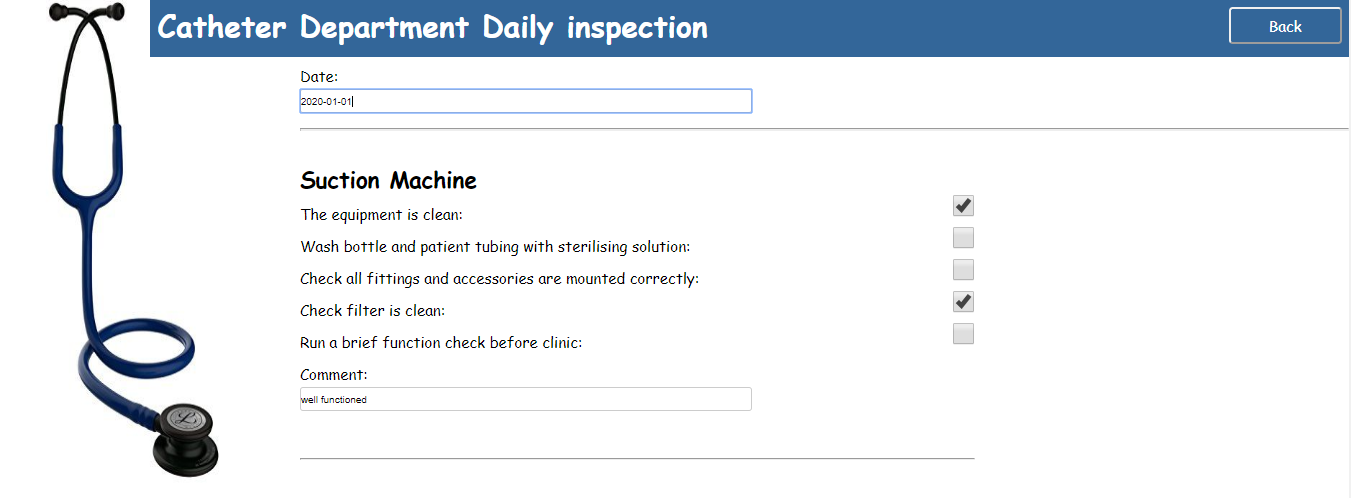 Catheter Department Daily inspection
Back
Date:
2020-01-01
Suction Machine
The equipment is clean:
Wash bottle and patient tubing with sterilising solution:
Check all fittings and accessories are mounted correctly:
Check filter is clean:
Run a brief function check before clinic:
Comment:
well functioned